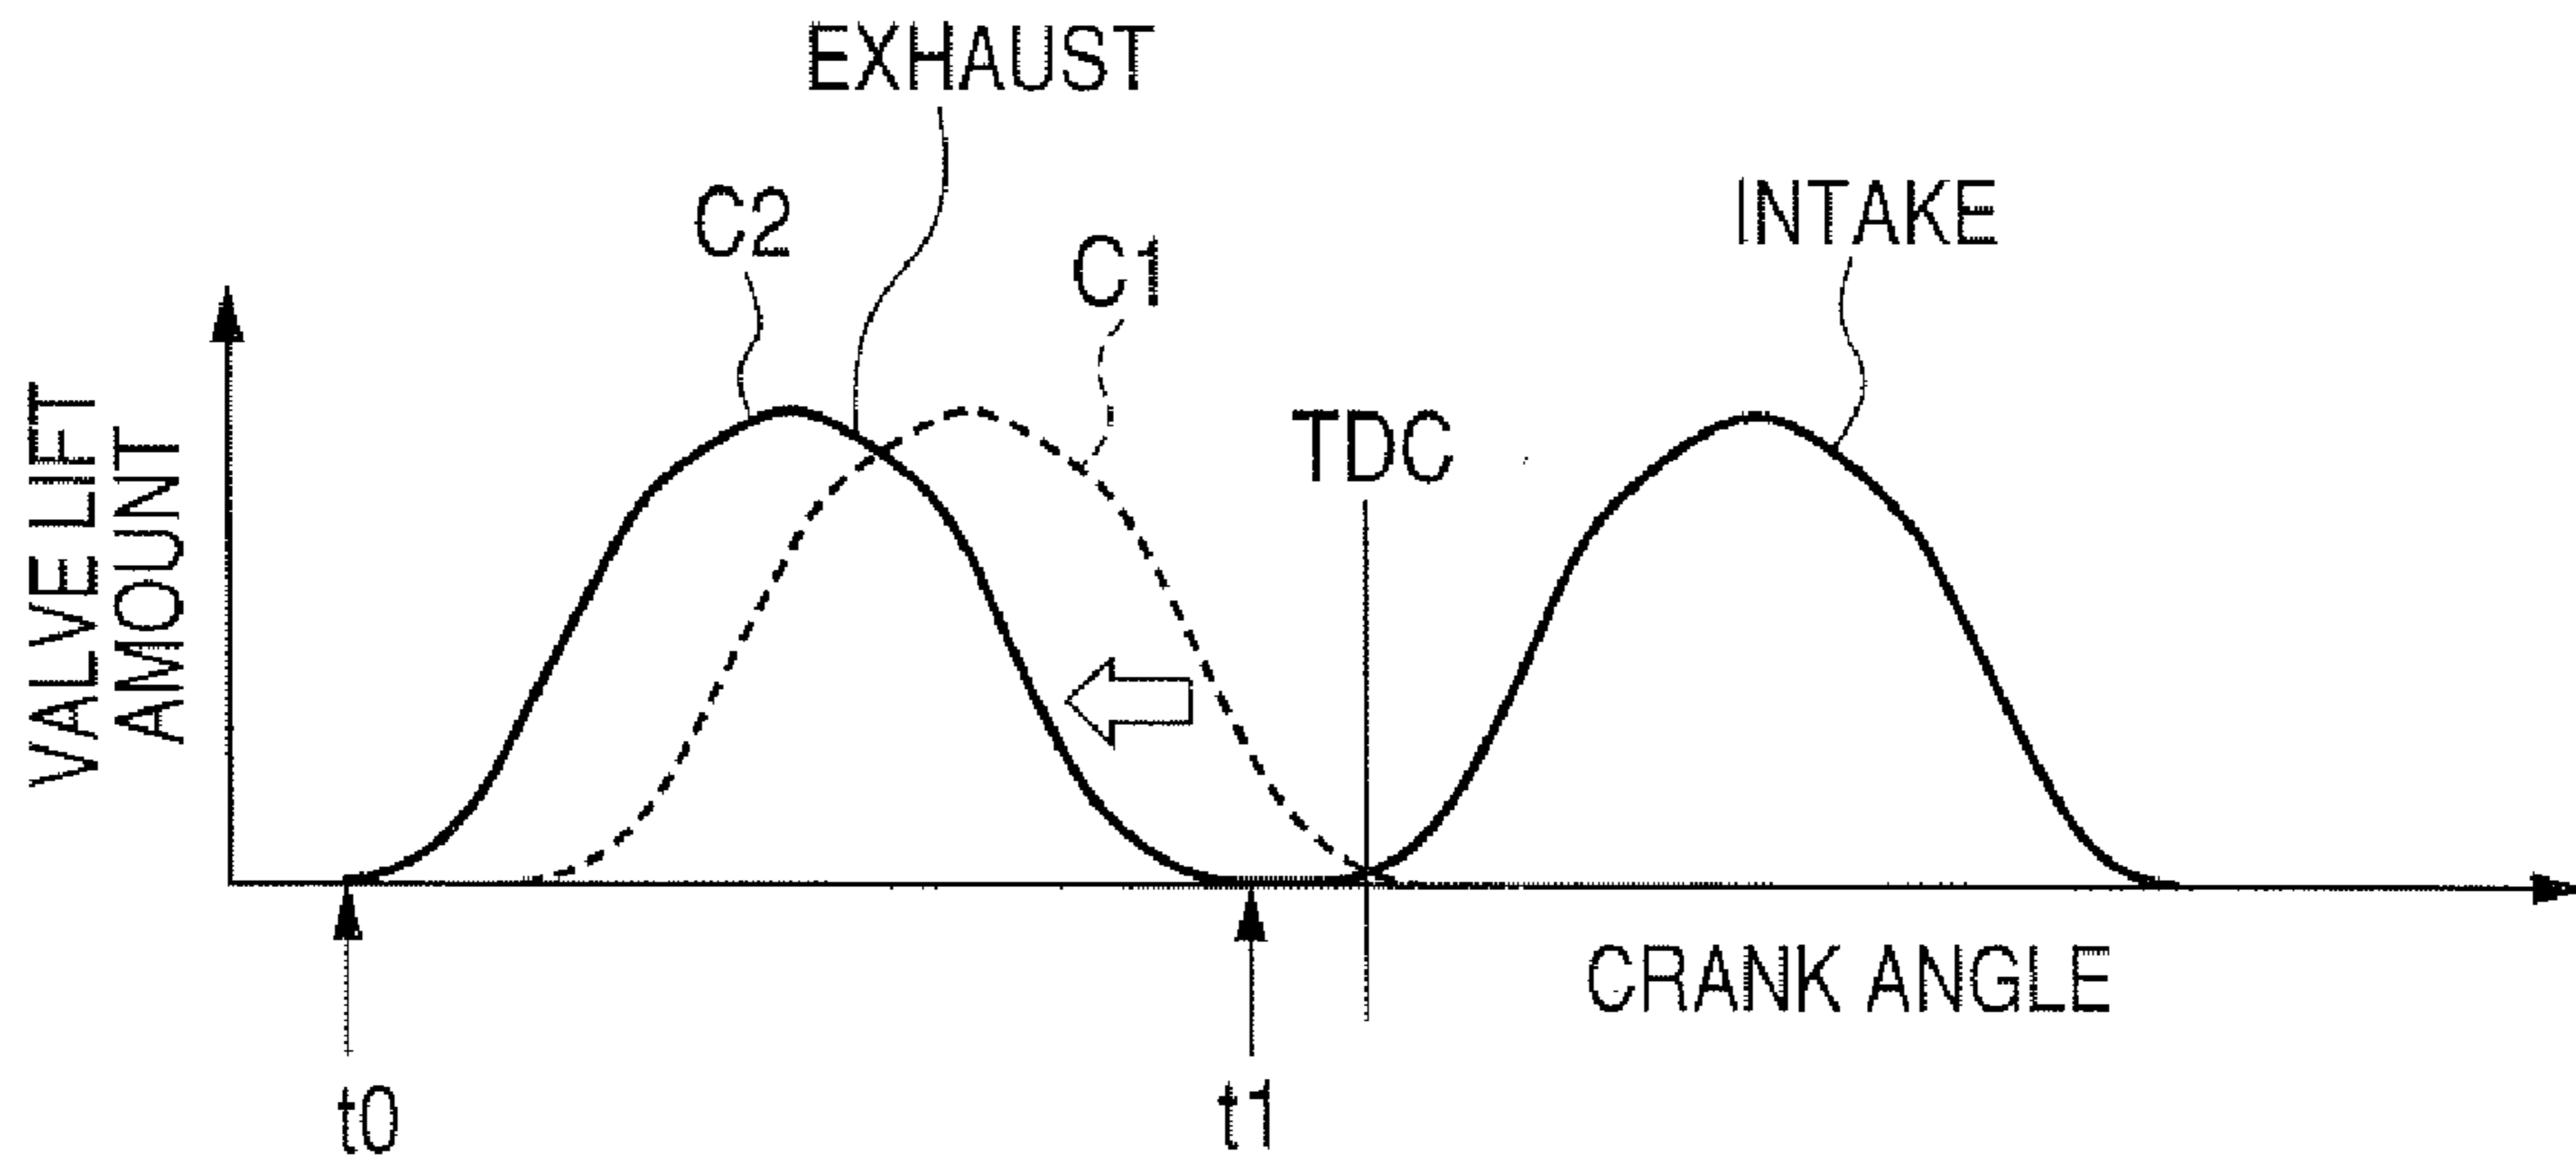 EXHAUST
C2
C1
INTAKE
TDC
VALVE LIFT
AMOUNT
CRANK ANGLE
t0
t1